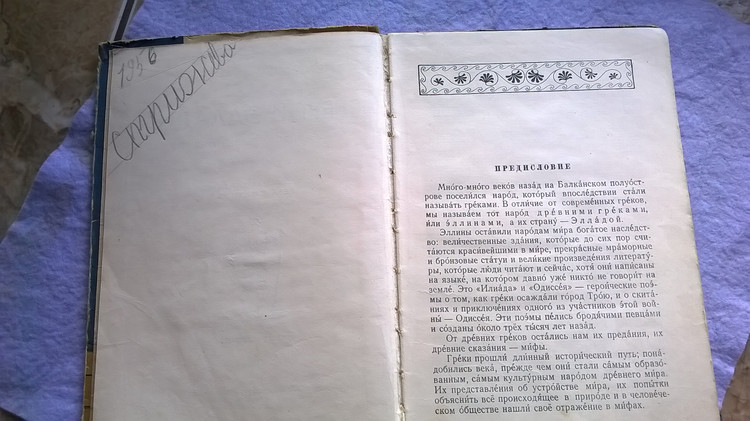 1956
ПРЕДИСЛОВИЕ
Мно́го-мно́го веко́в наза́д на Балка́нском полуо́ст-
рове посели́лся наро́д, кото́рый впосле́дствии ста́ли
называ́ть гре́ками. В отли́чие от совреме́нных гре́ков,
мы называ́ем тот наро́д дре́вними гре́ками,
и́ли э́ллинами, а их страну́ — Элла́дой.
Э́ллины оста́вили наро́дам ми́ра бога́тое насле́дст-
во: вели́чественные зда́ния, кото́рые до сих пор счи-
та́ются краси́вейшими в ми́ре, прекра́сные мра́морные
и бро́нзовые ста́туи и вели́кие произведе́ния литерату́-
ры, кото́рые лю́ди чита́ют и сейча́с, хотя́ они́ напи́саны
на языке́, на кото́ром давно́ уже́ никто́ не говори́т на
земле́. Э́то «Илиа́да» и «Одиссе́я» — герои́ческие поэ́-
мы о том, как гре́ки осажда́ли го́род Тро́ю, и о скита́-
ниях и приключе́ниях одного́ из уча́стников э́той вой-
ны́ — Одиссе́я. Э́ти поэ́мы пе́лись бродя́чими певца́ми
и со́зданы о́коло трёх ты́сяч лет наза́д.
От дре́вних гре́ков оста́лись нам их преда́ния, их
дре́вние сказа́ния — ми́фы.
Гре́ки прошли́ дли́нный истори́ческий путь; пона́-
добились века́, пре́жде чем они́ ста́ли са́мым образо́-
ванным, са́мым культу́рным наро́дом дре́внего ми́ра.
Их представле́ния об устро́йстве ми́ра, их попы́тки
объясни́ть всё происходя́щее в приро́де и в челове́че-
ском о́бществе нашли́ своё отраже́ние в ми́фах.